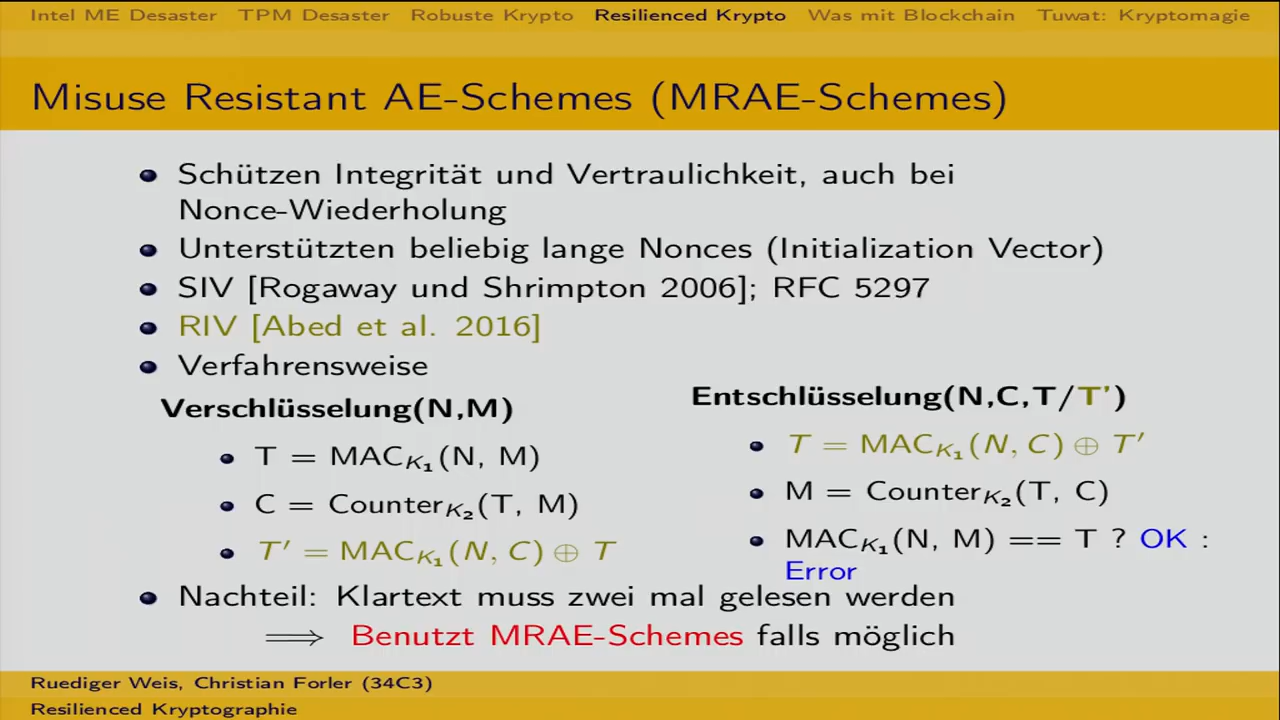 Intel ME Desaster TPM Desaster Robuste Krypto Resilienced Krypto Was mit Blockchain Tuwat: Kryptomagie
Misuse Resistant AE-Schemes (MRAE-Schemes)
Schützen Integrität und Vertraulichkeit, auch bei
Nonce-Wiederholung
Unterstützten beliebig lange Nonces (Initialization Vector)
SIV [Rogaway und Shrimpton 2006]; RFC 5297
RIV [Abed et al. 2016]
Verfahrensweise
Verschlüsselung(N,M)
T = MAC_K₁(N, M)
C = Counter_K₂(T, M)
T′ = MAC_K₁(N, C) ⊕ T
Entschlüsselung(N,C,T/T')
T = MAC_K₁(N, C) ⊕ T′
M = Counter_K₂(T, C)
MAC_K₁(N, M) == T ? OK :
Error
Nachteil: Klartext muss zwei mal gelesen werden
⟹ Benutzt MRAE-Schemes falls möglich
Ruediger Weis, Christian Forler (34C3)
Resilienced Kryptographie